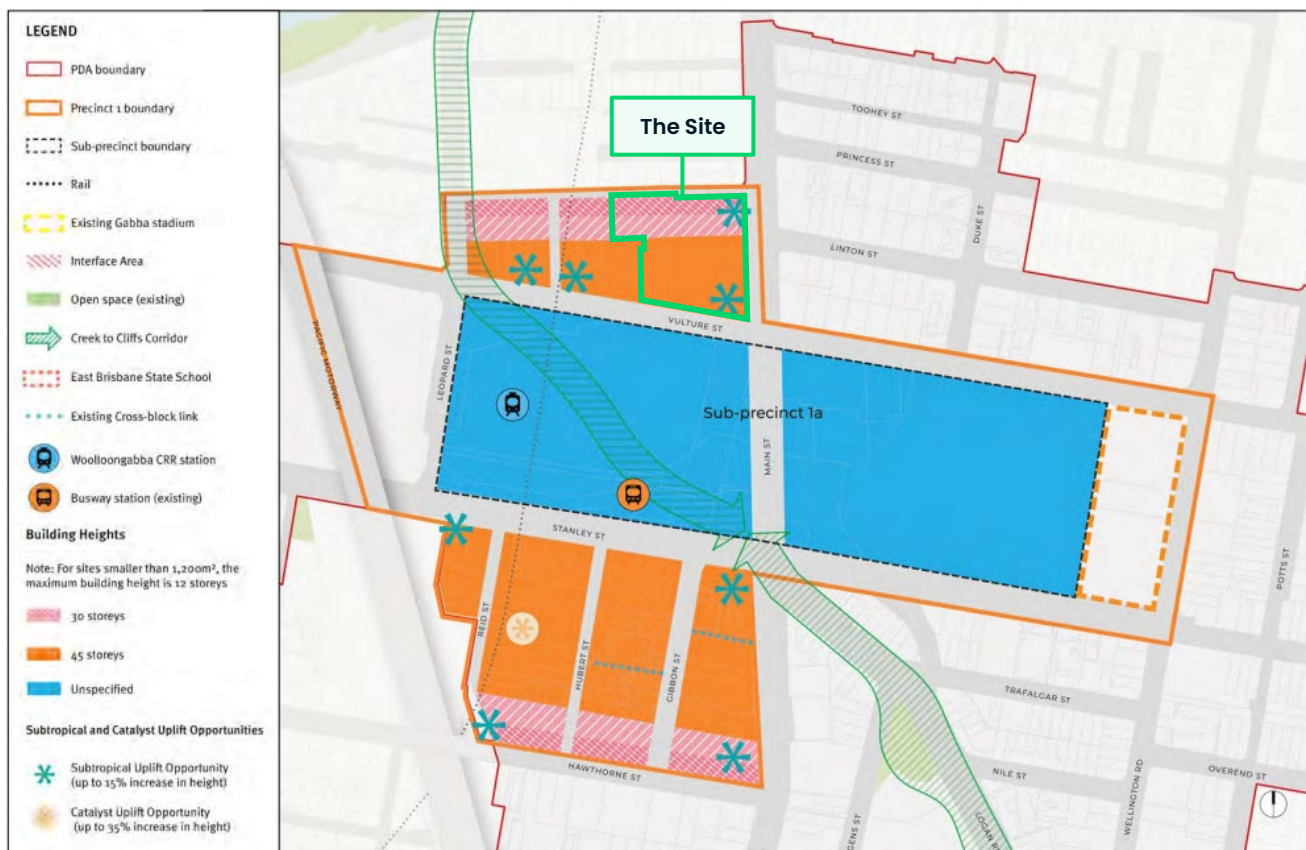 LEGEND
PDA boundary
Precinct 1 boundary
Sub-precinct boundary
Rail
Existing Gabba stadium
Interface Area
Open space (existing)
Creek to Cliffs Corridor
East Brisbane State School
Existing Cross-block link
Woolloongabba CRR station
Busway station (existing)
Building Heights
Note: For sites smaller than 1,200m², the
maximum building height is 12 storeys
30 storeys
45 storeys
Unspecified
Subtropical and Catalyst Uplift Opportunities
Subtropical Uplift Opportunity
(up to 15% increase in height)
Catalyst Uplift Opportunity
(up to 35% increase in height)
The Site
TOOHEY ST
PRINCESS ST
DUKE ST
LINTON ST
VULTURE ST
PACIFIC MOTORWAY
LEOPARD ST
Sub-precinct 1a
MAIN ST
STANLEY ST
POTTS ST
REID ST
HUBERT ST
GIBBON ST
TRAFALGAR ST
HAWTHORNE ST
NILE ST
OVEREND ST
WELLINGTON RD
GENS ST
LOGAN R